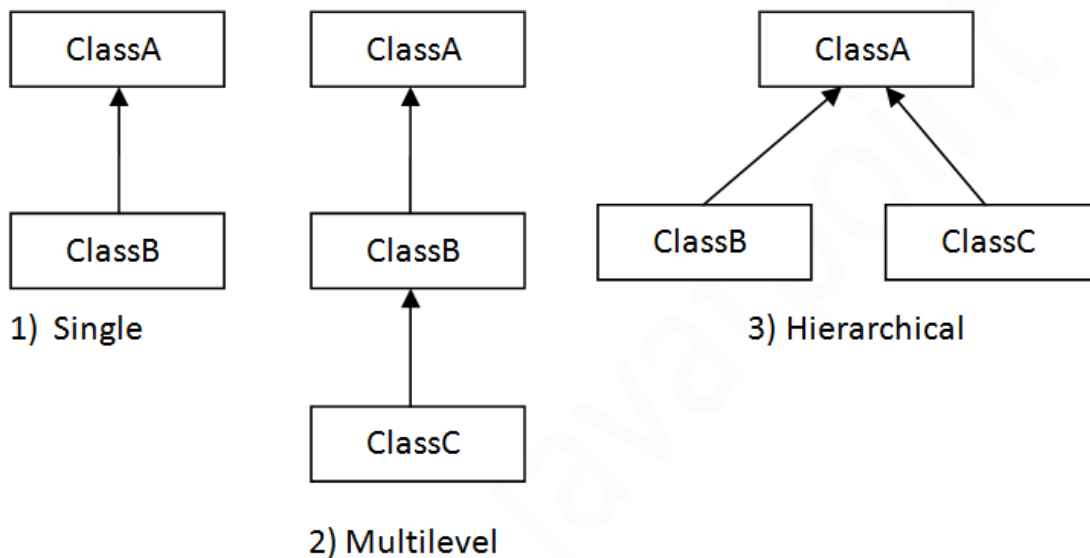 ClassA
ClassB
1) Single
ClassA
ClassB
ClassC
2) Multilevel
ClassA
ClassB
ClassC
3) Hierarchical